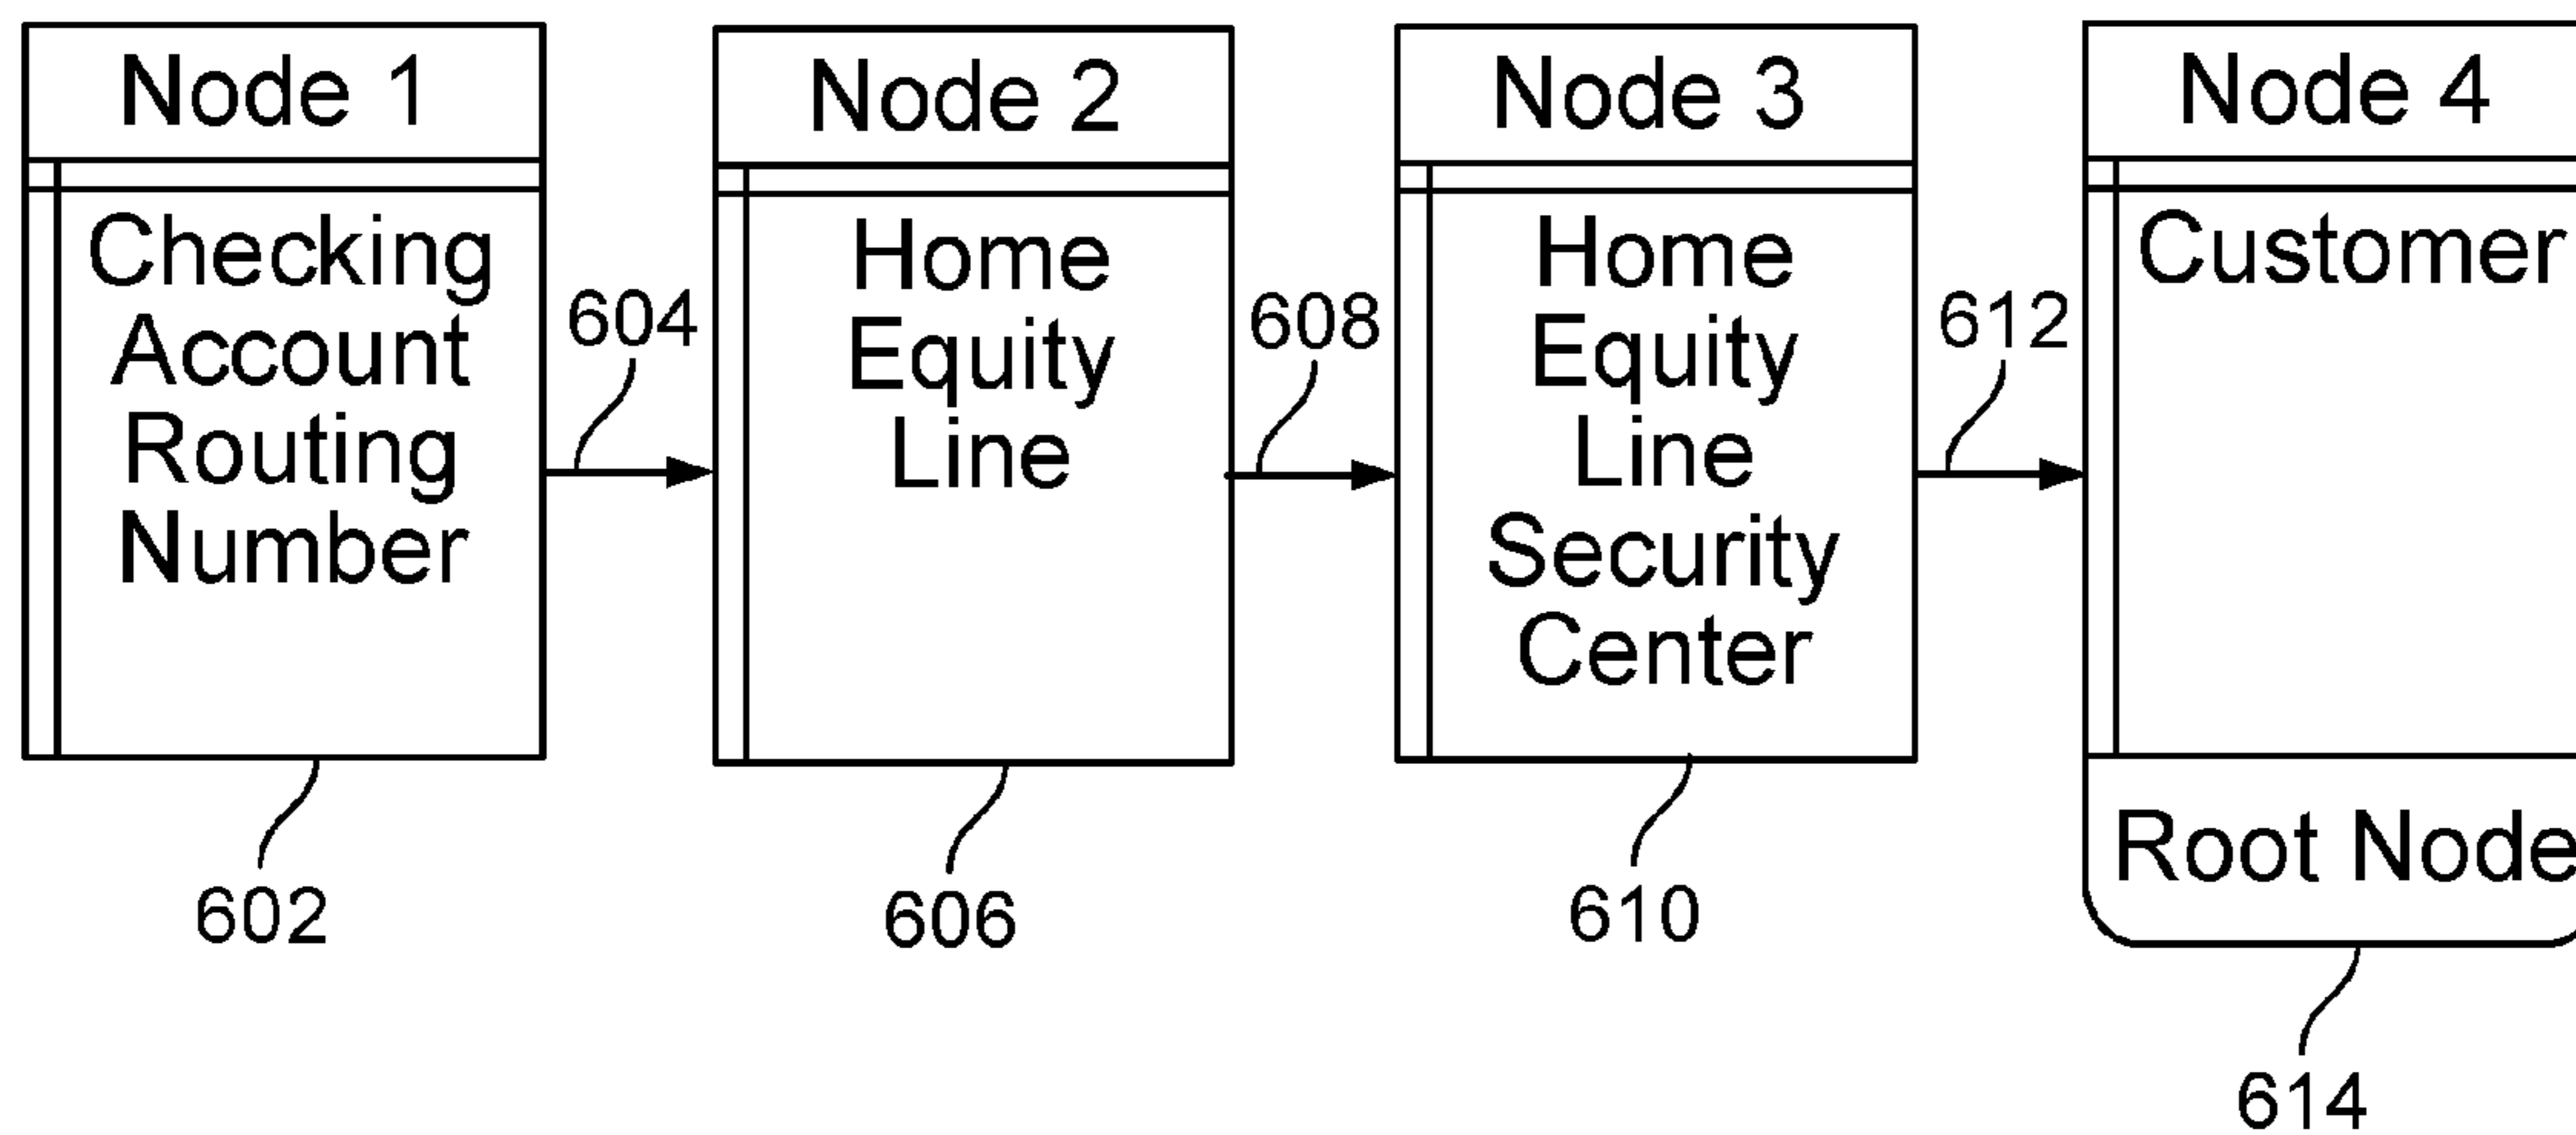 Node 1
Checking
Account
Routing
Number
602
604
Node 2
Home
Equity
Line
606
608
Node 3
Home
Equity
Line
Security
Center
610
612
Node 4
Customer
Root Node
614